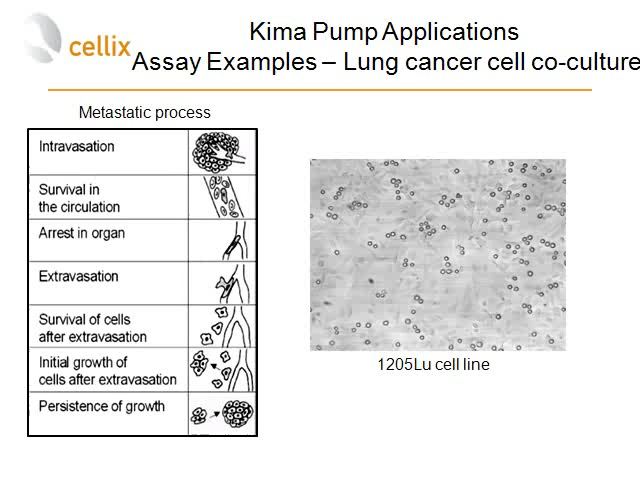 cellix
Kima Pump Applications
Assay Examples – Lung cancer cell co-culture
Metastatic process
Intravasation
Survival in
the circulation
Arrest in organ
Extravasation
Survival of cells
after extravasation
Initial growth of
cells after extravasation
Persistence of growth
1205Lu cell line